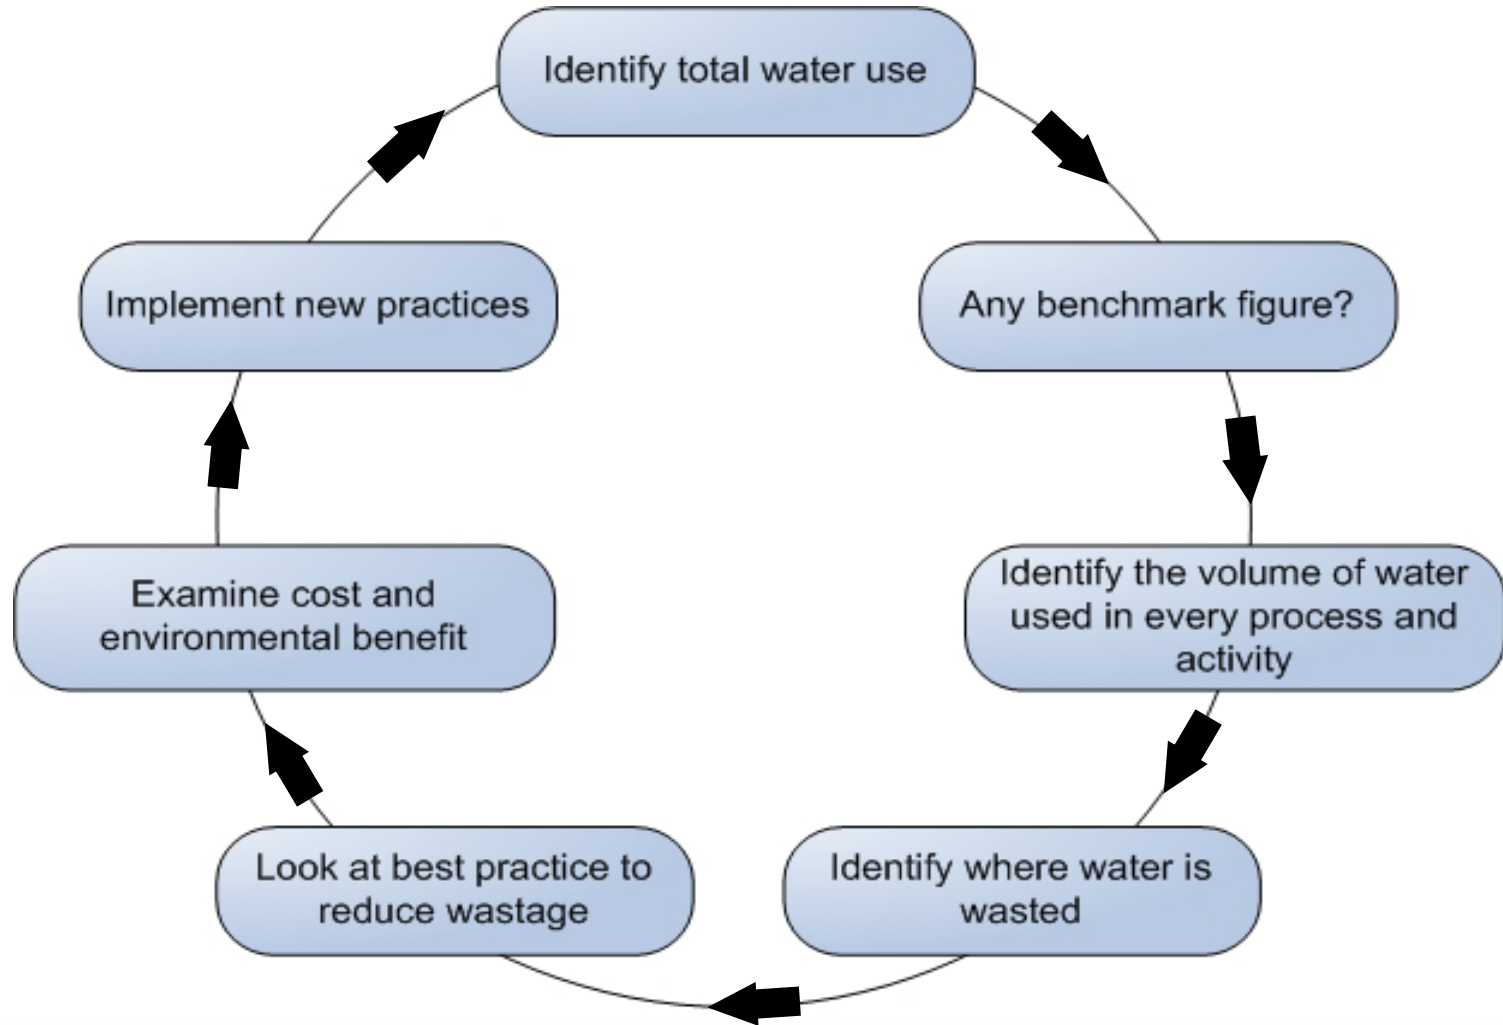 Identify total water use
Any benchmark figure?
Identify the volume of water
used in every process and
activity
Identify where water is
wasted
Look at best practice to
reduce wastage
Examine cost and
environmental benefit
Implement new practices